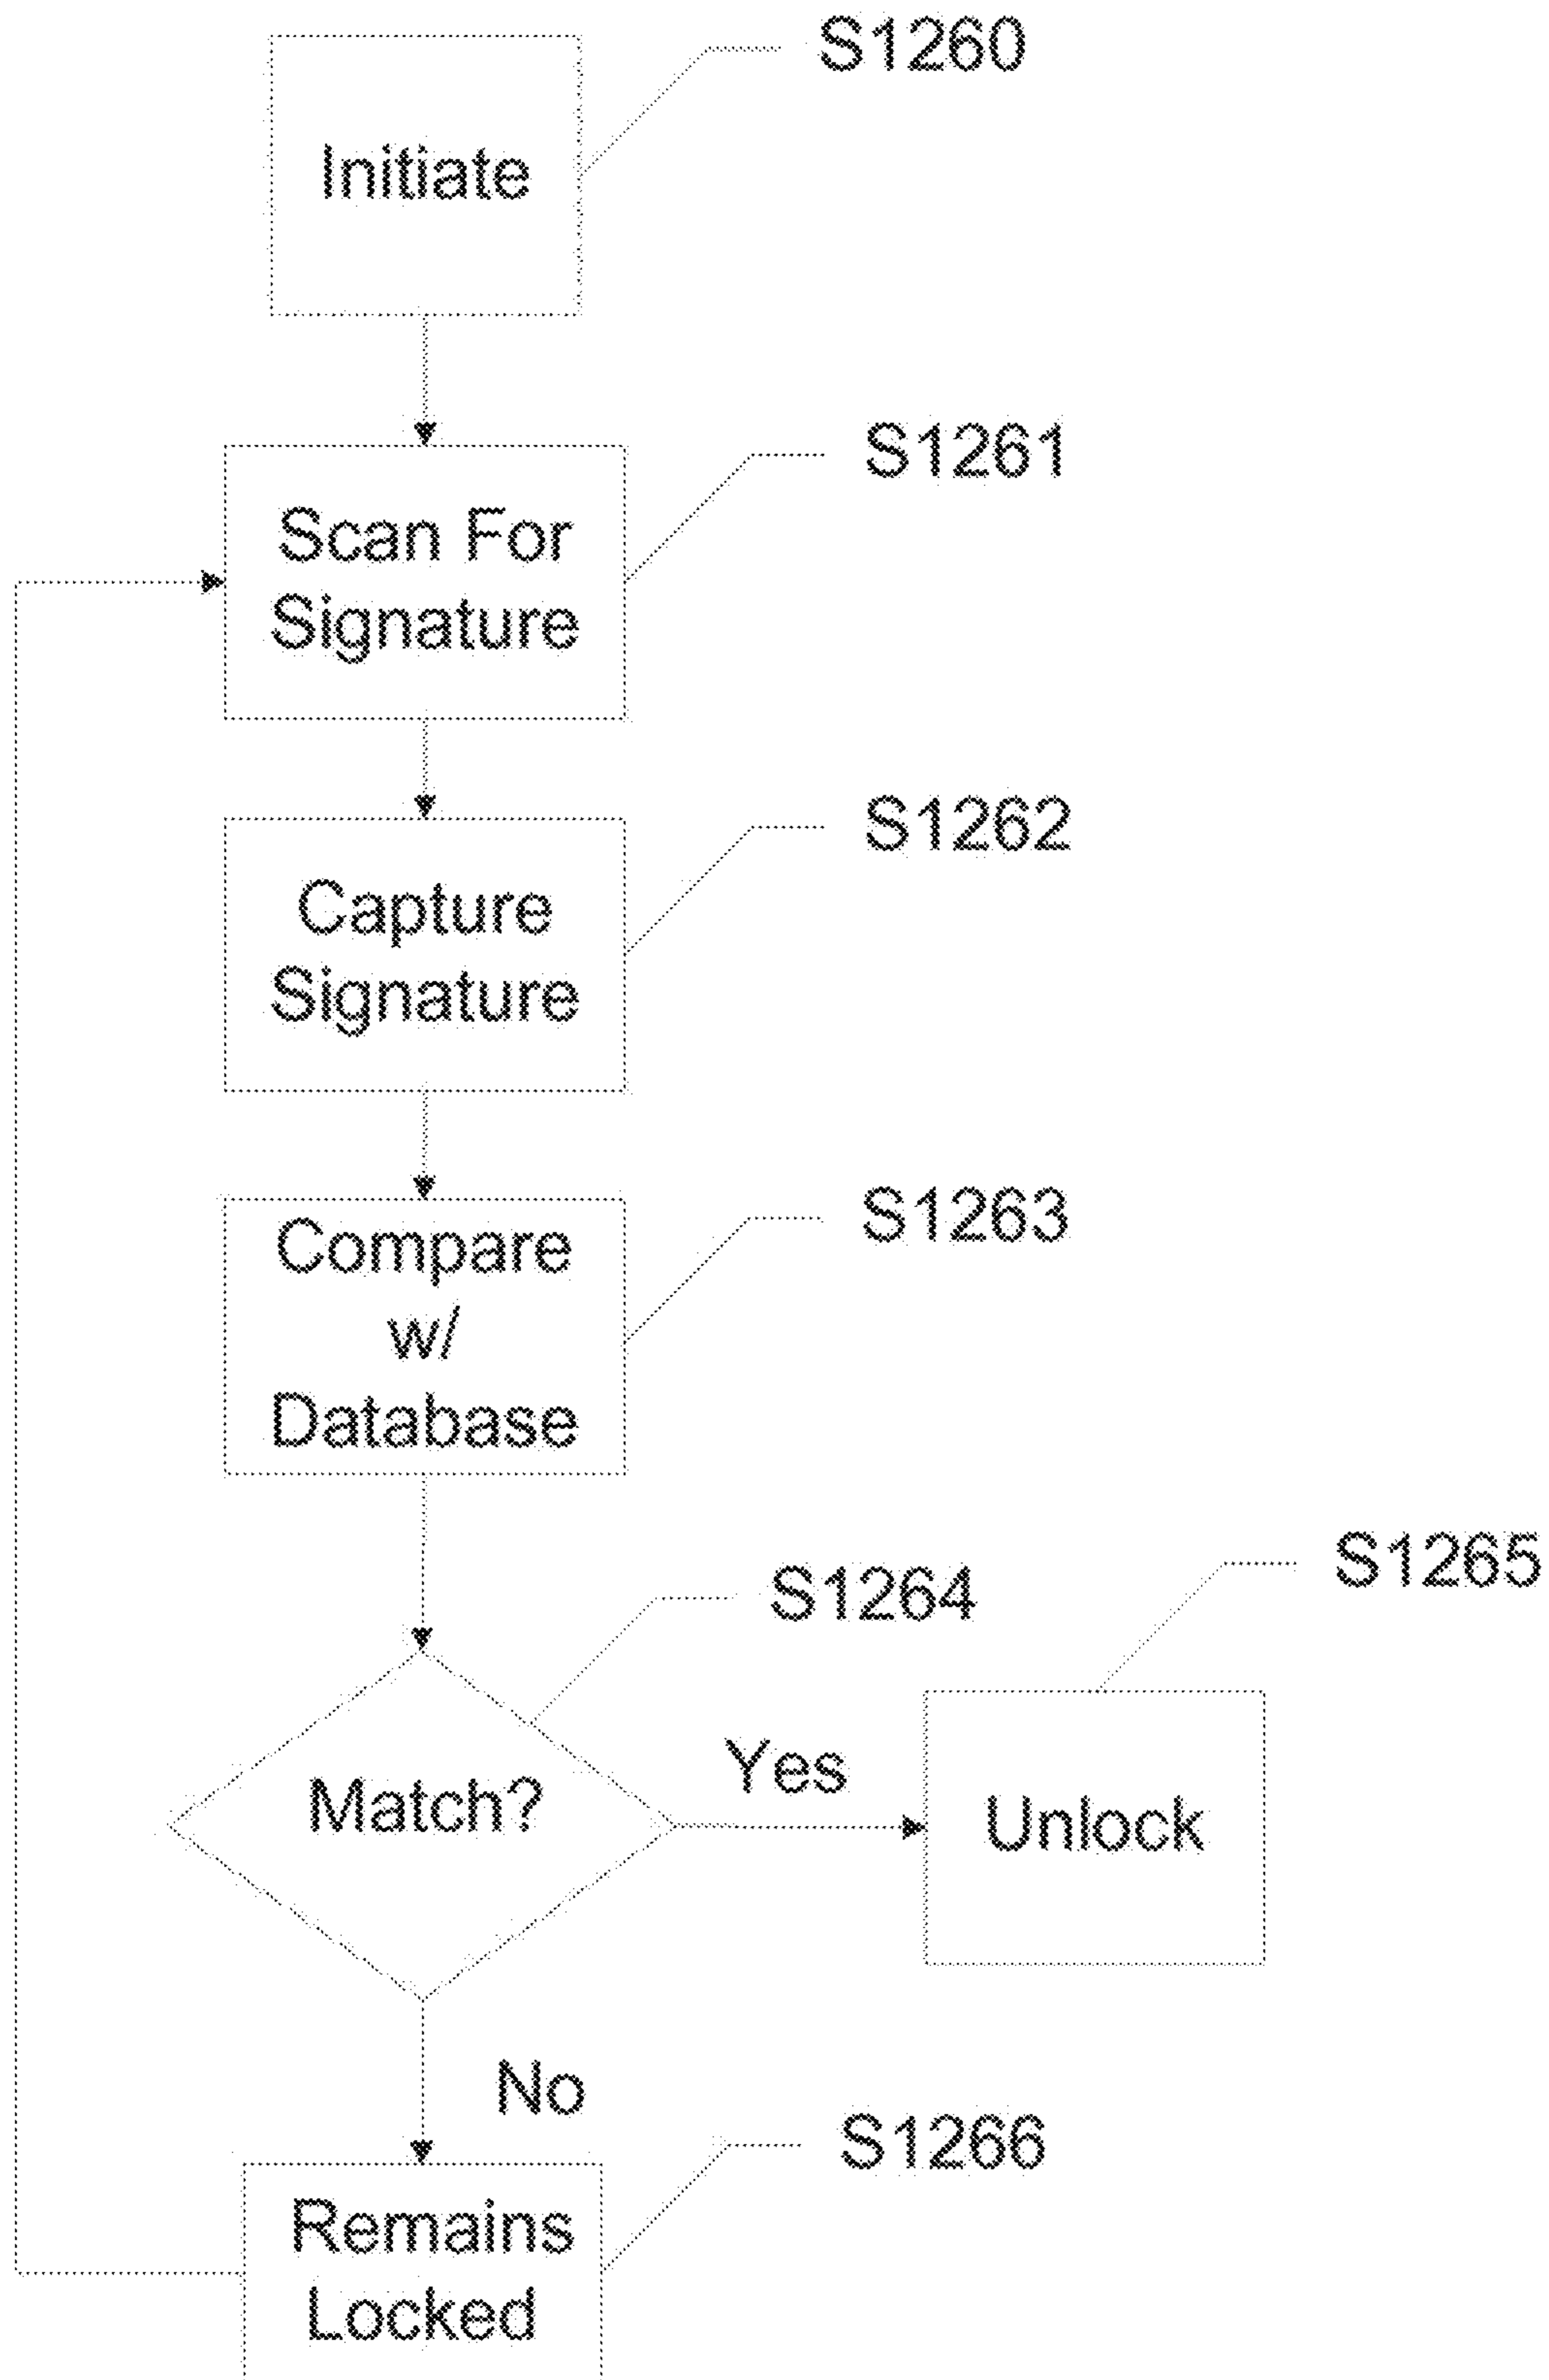 S1260
Initiate
S1261
Scan For
Signature
S1262
Capture
Signature
S1263
Compare
w/
Database
S1264
S1265
Match?
Yes
Unlock
No
S1266
Remains
Locked